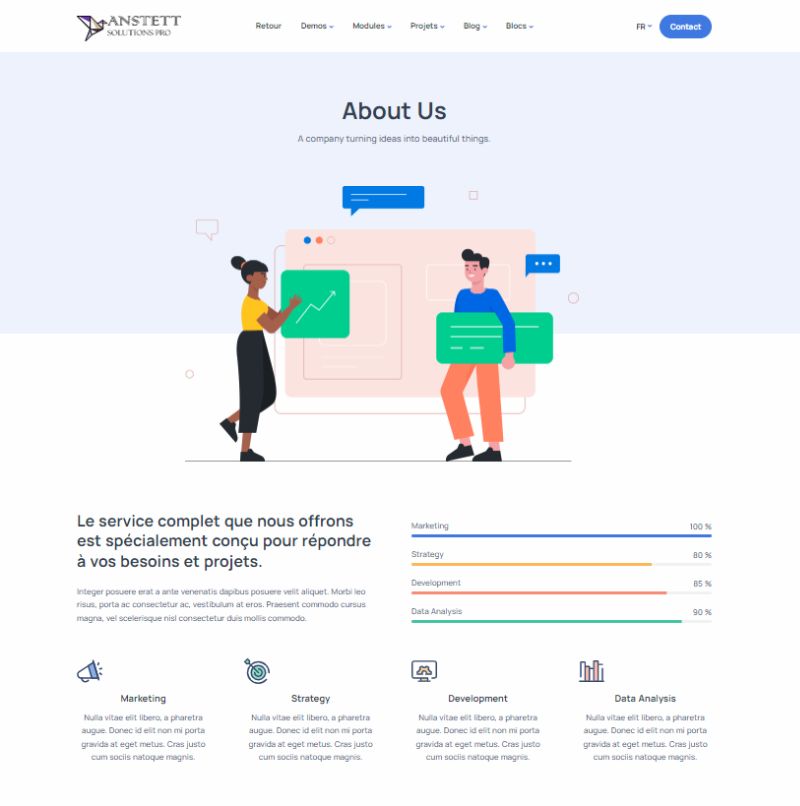 ANSTETT
SOLUTIONS PRO
Retour Demos Modules Projets Blog Blocs FR Contact
About Us
A company turning ideas into beautiful things.
Le service complet que nous offrons
est spécialement conçu pour répondre
à vos besoins et projets.
Integer posuere erat a ante venenatis dapibus posuere velit aliquet. Morbi leo
risus, porta ac consectetur ac, vestibulum at eros. Praesent commodo cursus
magna, vel scelerisque nisl consectetur duis mollis commodo.
Marketing 100 %
Strategy 80 %
Development 85 %
Data Analysis 90 %
Marketing
Nulla vitae elit libero, a pharetra
augue. Donec id elit non mi porta
gravida at eget metus. Cras justo
cum sociis natoque magnis.
Strategy
Nulla vitae elit libero, a pharetra
augue. Donec id elit non mi porta
gravida at eget metus. Cras justo
cum sociis natoque magnis.
Development
Nulla vitae elit libero, a pharetra
augue. Donec id elit non mi porta
gravida at eget metus. Cras justo
cum sociis natoque magnis.
Data Analysis
Nulla vitae elit libero, a pharetra
augue. Donec id elit non mi porta
gravida at eget metus. Cras justo
cum sociis natoque magnis.